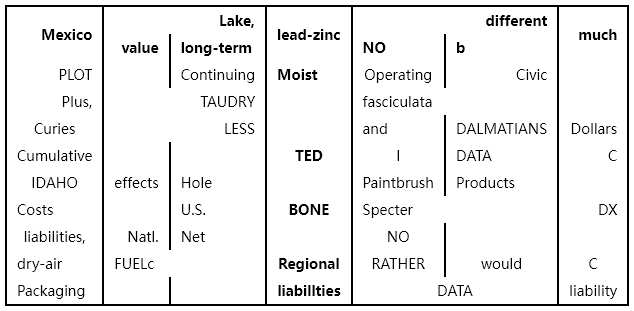 Mexico Lake, lead-zinc different much
value long-term NO b
PLOT Continuing Moist Operating Civic
Plus, TAUDRY fasciculata
Curies LESS and DALMATIANS Dollars
Cumulative TED I DATA C
IDAHO effects Hole Paintbrush Products
Costs U.S. BONE Specter DX
liabilities, Natl. Net NO
dry-air FUELc Regional RATHER would C
Packaging liabillties DATA liability